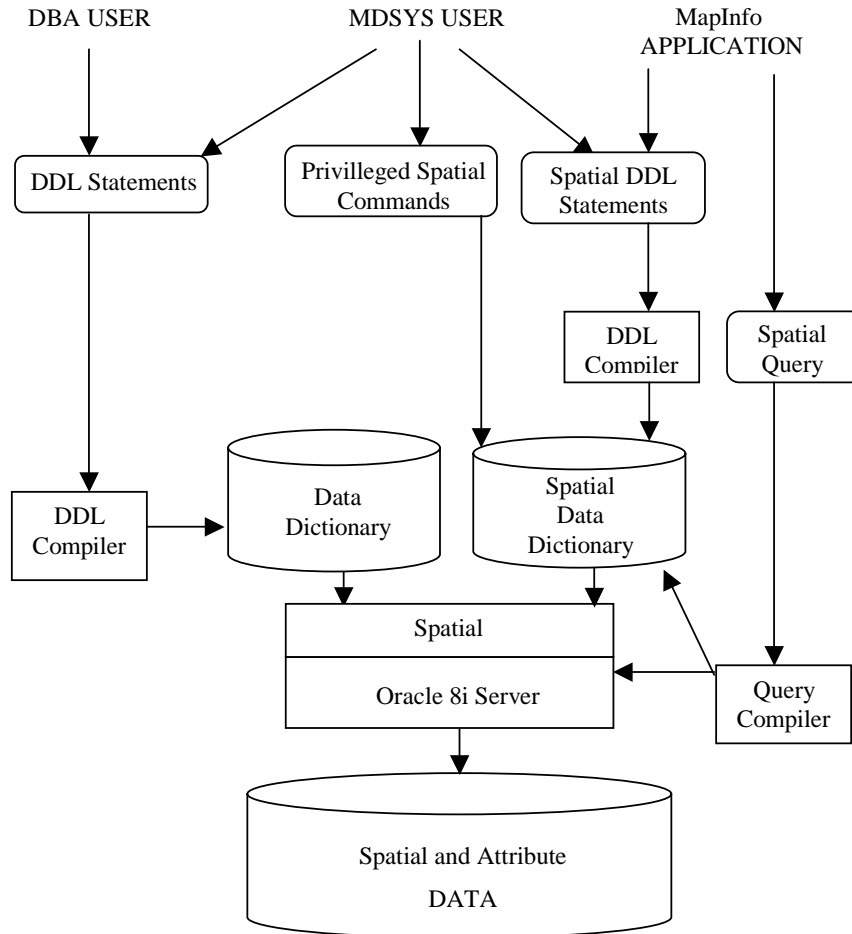 DBA USER
MDSYS USER
MapInfo
APPLICATION
DDL Statements
Privilleged Spatial
Commands
Spatial DDL
Statements
DDL
Compiler
Spatial
Query
DDL
Compiler
Data
Dictionary
Spatial
Data
Dictionary
Spatial
Oracle 8i Server
Query
Compiler
Spatial and Attribute
DATA